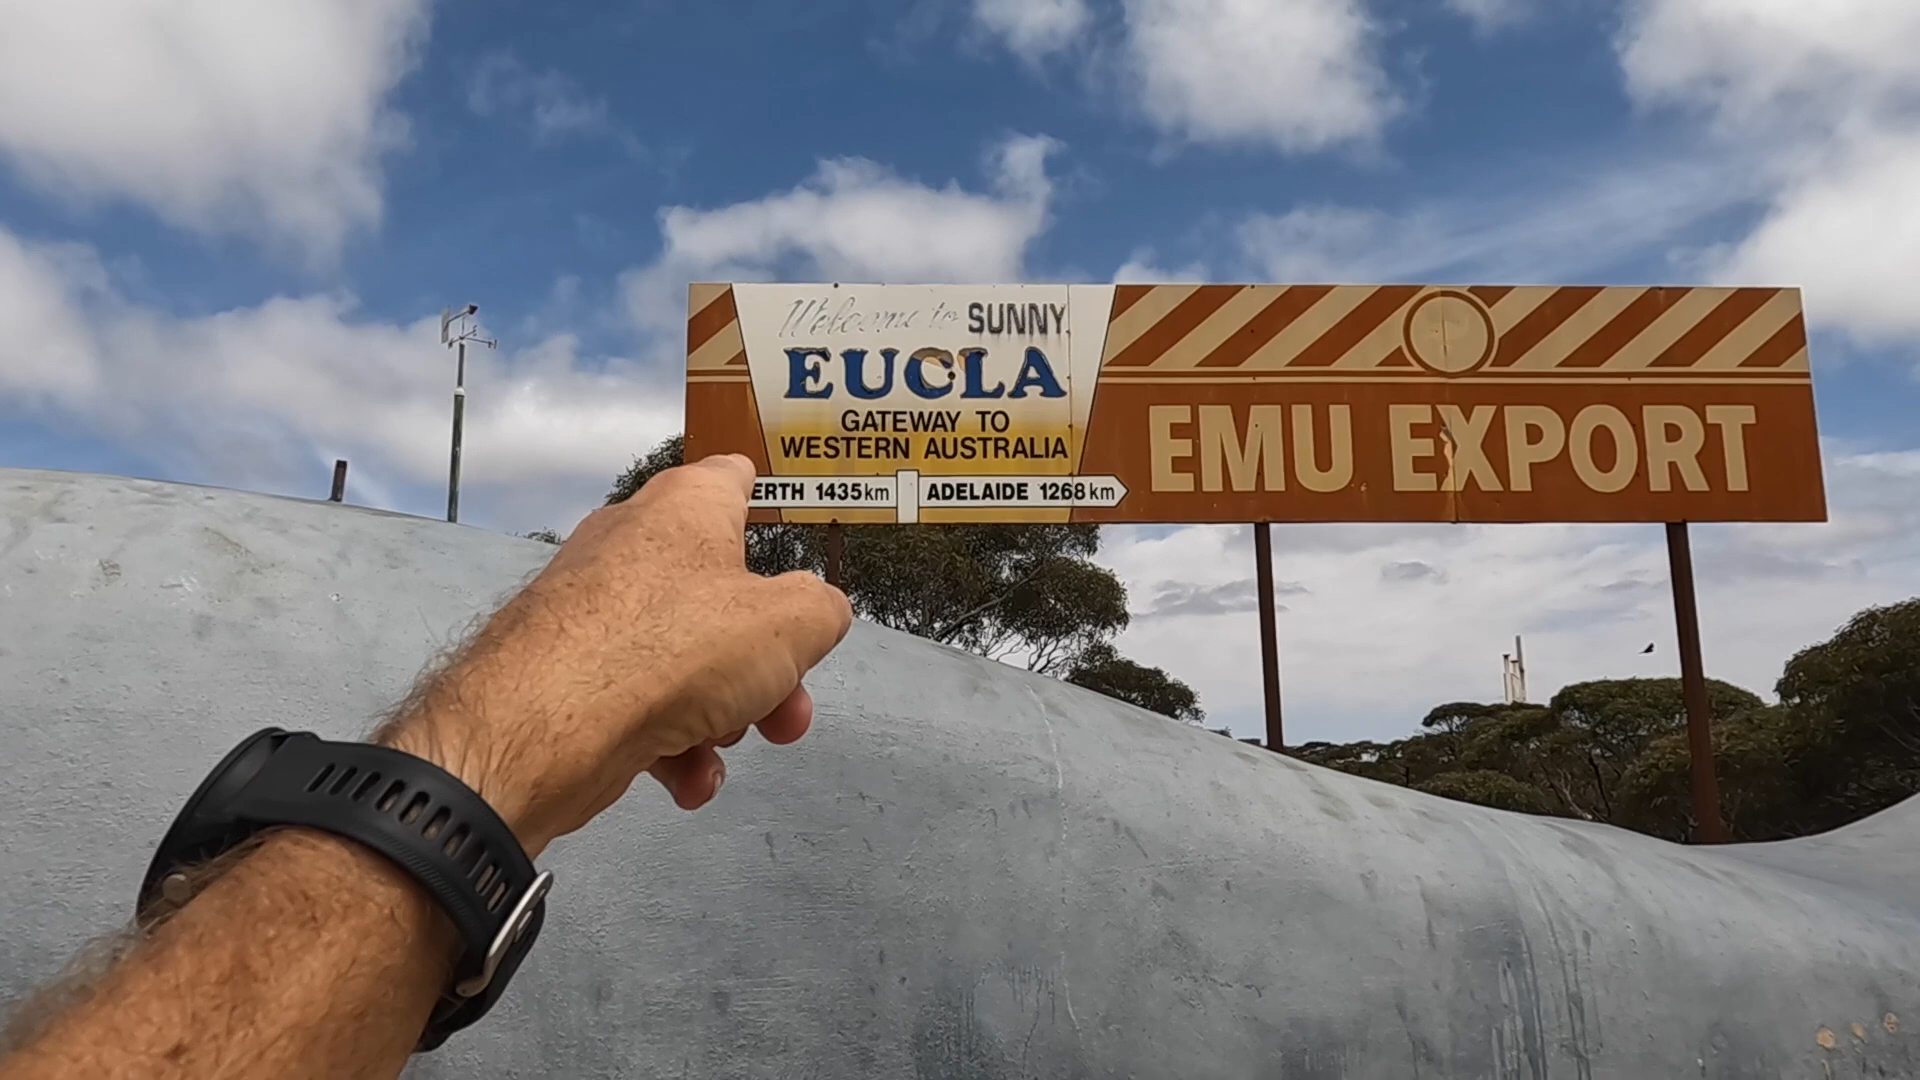 Welcome to SUNNY
EUCLA
GATEWAY TO
WESTERN AUSTRALIA
ERTH 1435km
ADELAIDE 1268km
EMU EXPORT